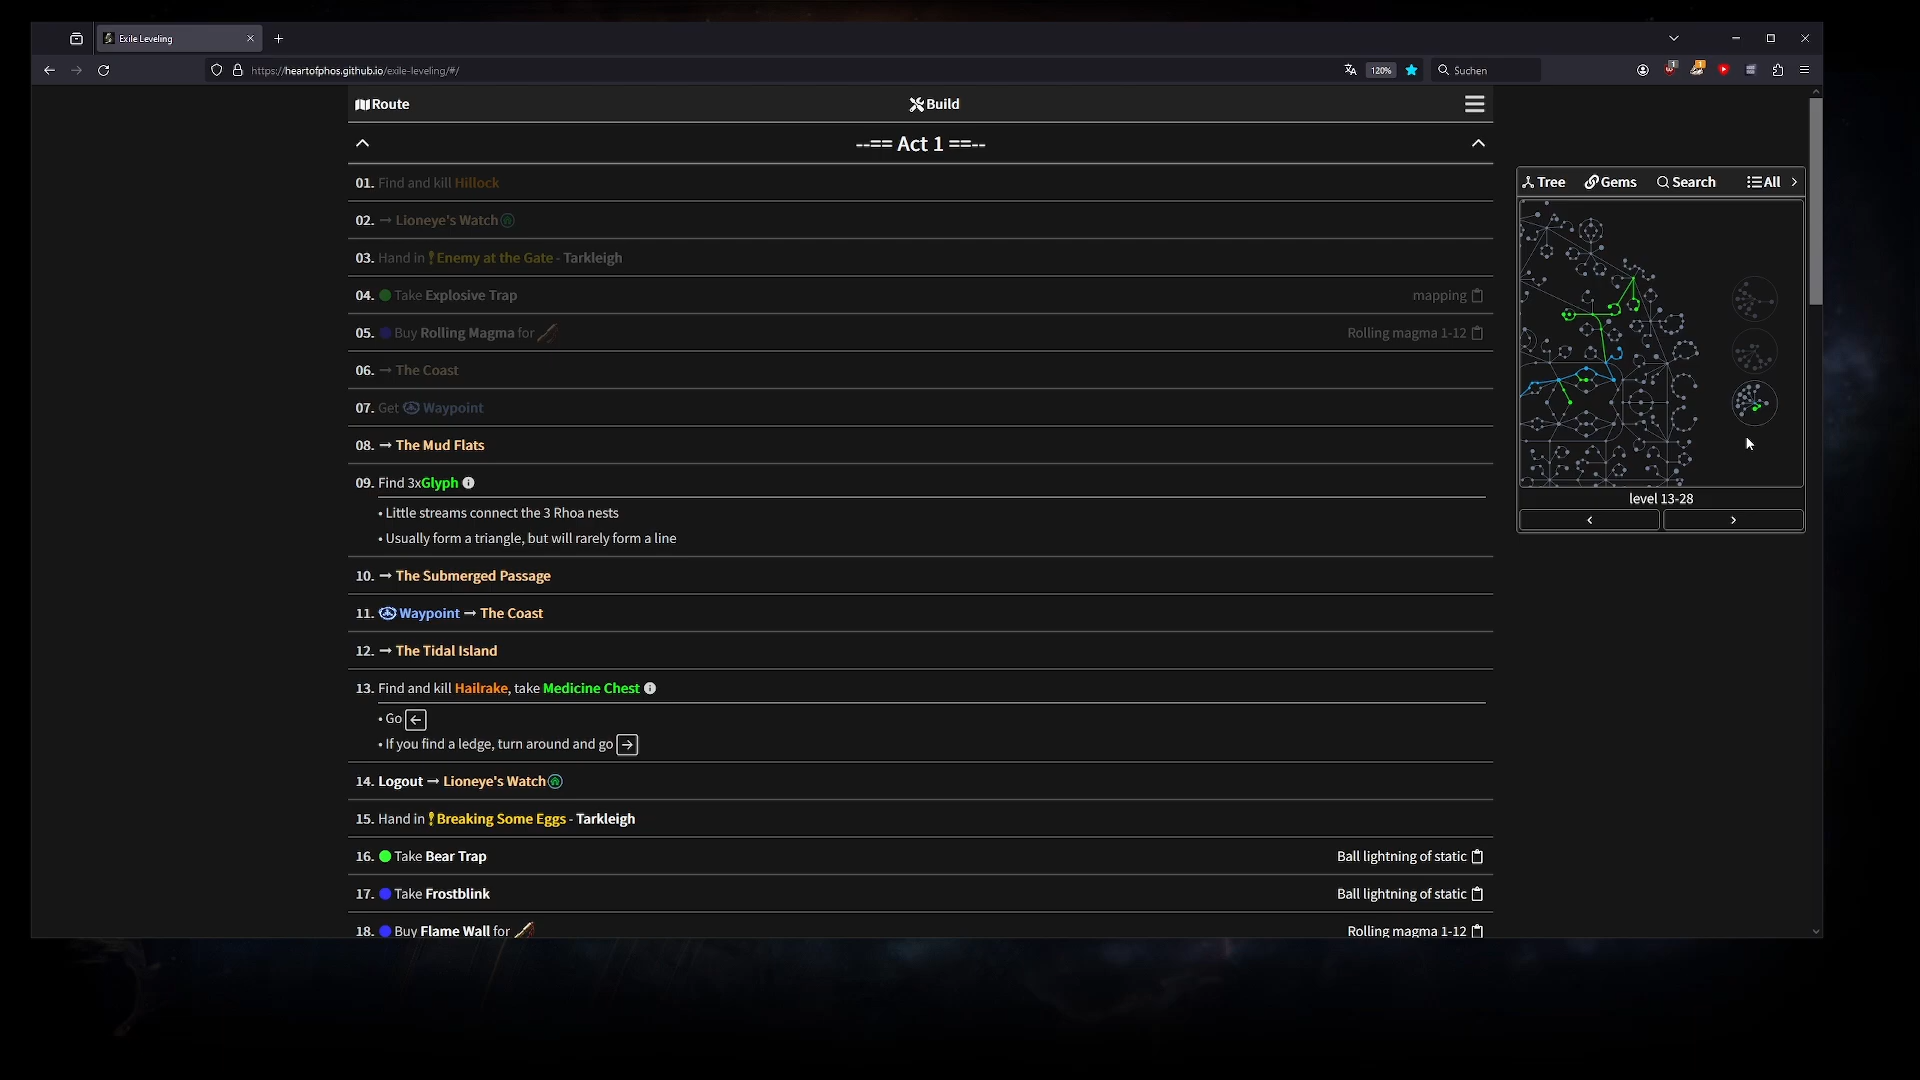 Exile Leveling
https://heartofphos.github.io/exile-leveling/#/
120%
Suchen
Route
Build
--== Act 1 ==--
01. Find and kill Hillock
02. → Lioneye's Watch
03. Hand in Enemy at the Gate - Tarkleigh
04. Take Explosive Trap mapping
05. Buy Rolling Magma for Rolling magma 1-12
06. → The Coast
07. Get Waypoint
08. → The Mud Flats
09. Find 3xGlyph
• Little streams connect the 3 Rhoa nests
• Usually form a triangle, but will rarely form a line
10. → The Submerged Passage
11. Waypoint → The Coast
12. → The Tidal Island
13. Find and kill Hailrake, take Medicine Chest
• Go ←
• If you find a ledge, turn around and go →
14. Logout → Lioneye's Watch
15. Hand in Breaking Some Eggs - Tarkleigh
16. Take Bear Trap Ball lightning of static
17. Take Frostblink Ball lightning of static
18. Buy Flame Wall for Rolling magma 1-12
Tree Gems Search All >
level 13-28
< >